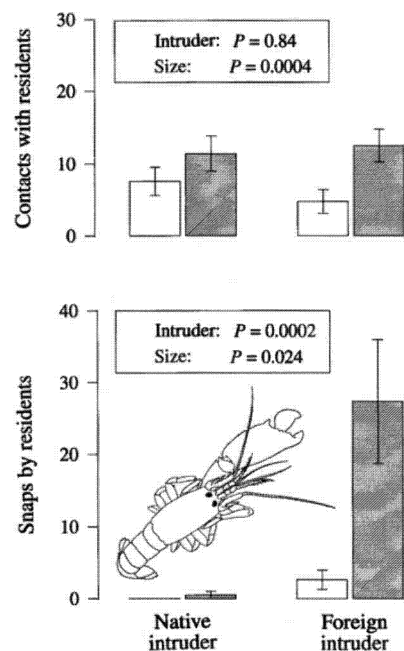 30
Intruder: P = 0.84
Size: P = 0.0004
20
10
0
Contacts with residents
40
Intruder: P = 0.0002
Size: P = 0.024
30
20
10
0
Snaps by residents
Native intruder
Foreign intruder